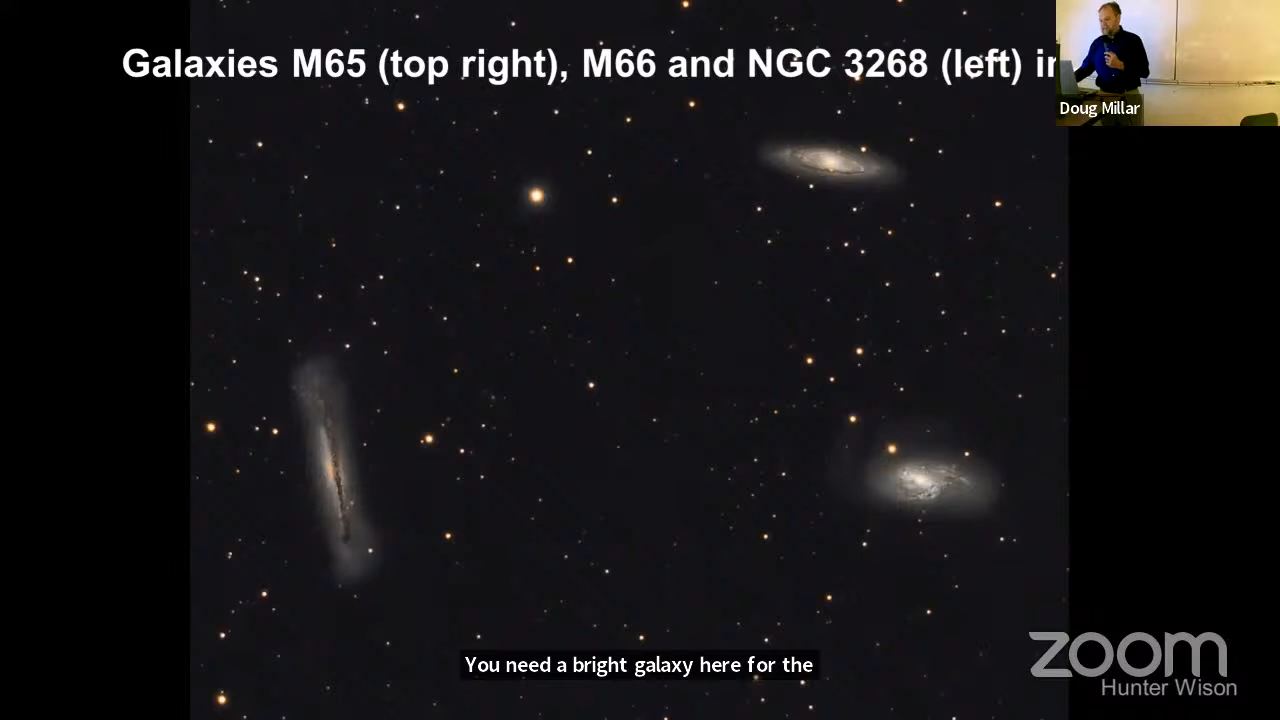 Galaxies M65 (top right), M66 and NGC 3268 (left) in
Doug Millar
You need a bright galaxy here for the
zoom
Hunter Wison